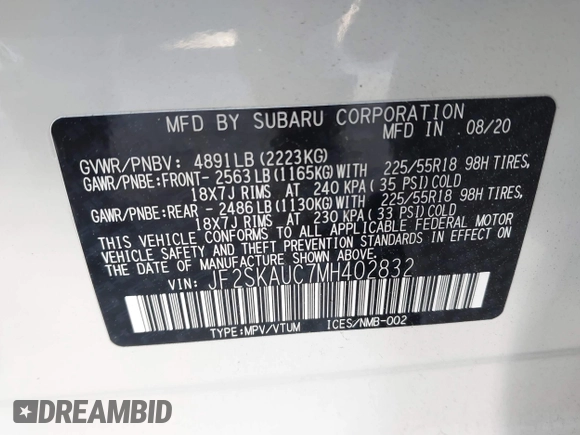 MFD BY SUBARU CORPORATION
MFD IN 08/20
GVWR/PNBV 4891LB (2223KG)
GAWR/PNBE:FRONT- 2563LB (1165KG) WITH 225/55R18 98H TIRES,
18X7J RIMS AT 240 KPA ( 35 PSI) COLD
GAWR/PNBE:REAR - 2486LB (1130KG) WITH 225/55R18 98H TIRES,
18X7J RIMS AT 230 KPA ( 33 PSI) COLD
THIS VEHICLE CONFORMS TO ALL APPLICABLE FEDERAL MOTOR
VEHICLE SAFETY AND THEFT PREVENTION STANDARDS IN EFFECT ON
THE DATE OF MANUFACTURE SHOWN ABOVE.
VIN: JF2SKAUC7MH402832
TYPE:MPV/VTUM ICES/NMB-002
DREAMBID